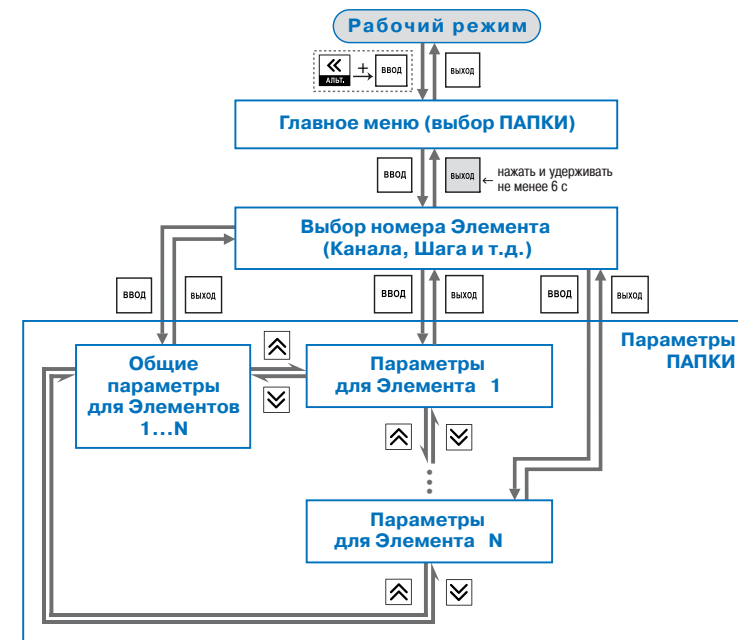 Рабочий режим
АЛЬТ.
+
ВВОД
ВЫХОД
Главное меню (выбор ПАПКИ)
ВВОД
ВЫХОД
← нажать и удерживать
не менее 6 с
Выбор номера Элемента
(Канала, Шага и т.д.)
ВВОД
ВЫХОД
ВВОД
ВЫХОД
ВВОД
ВЫХОД
Параметры
ПАПКИ
Общие
параметры
для Элементов
1...N
Параметры
для Элемента 1
Параметры
для Элемента N